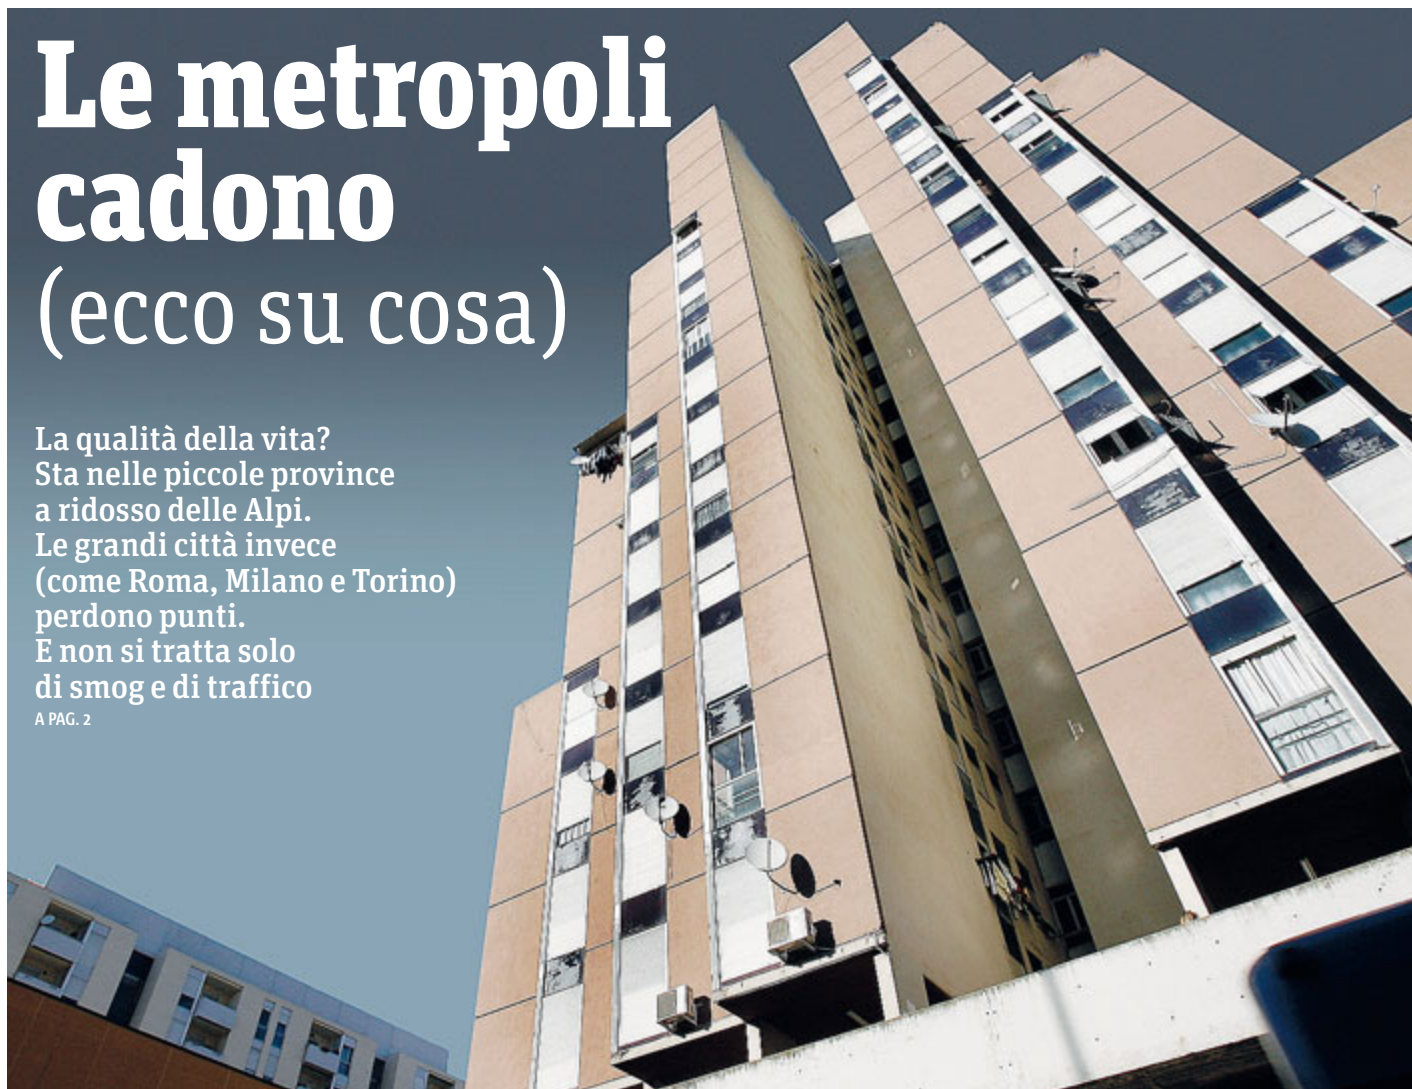 Le metropoli
cadono
(ecco su cosa)
La qualità della vita?
Sta nelle piccole province
a ridosso delle Alpi.
Le grandi città invece
(come Roma, Milano e Torino)
perdono punti.
E non si tratta solo
di smog e di traffico
A PAG. 2